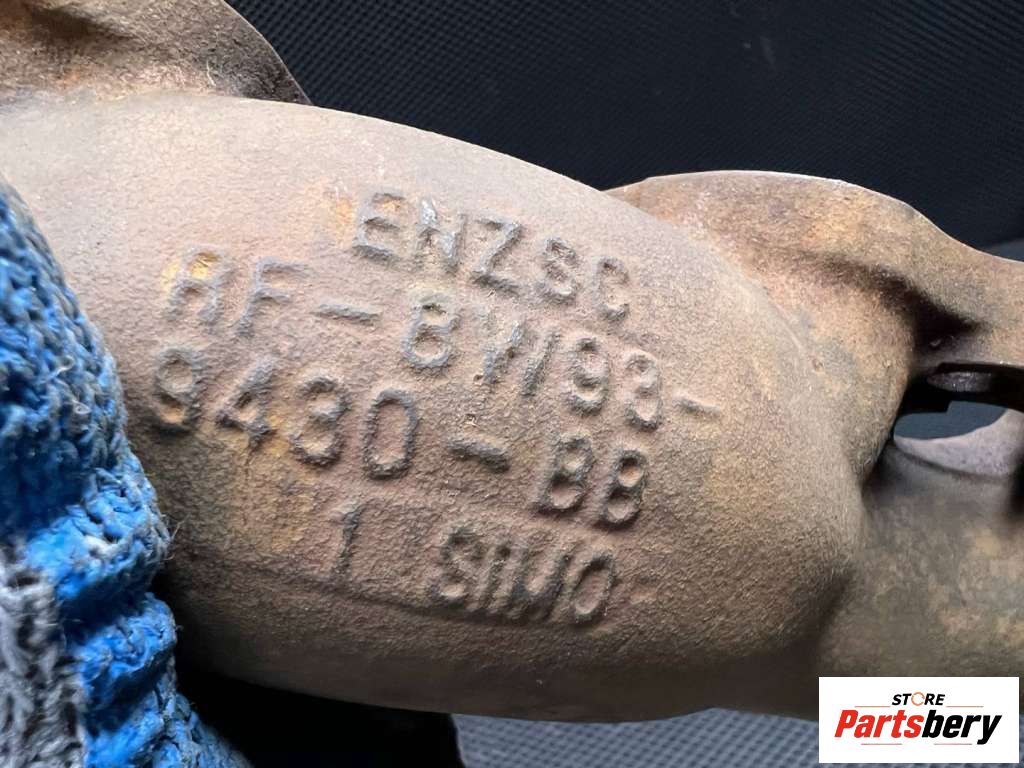 ENZSC
RF-8W93-
9430-BB
1 SIMO
STORE
Partsbery